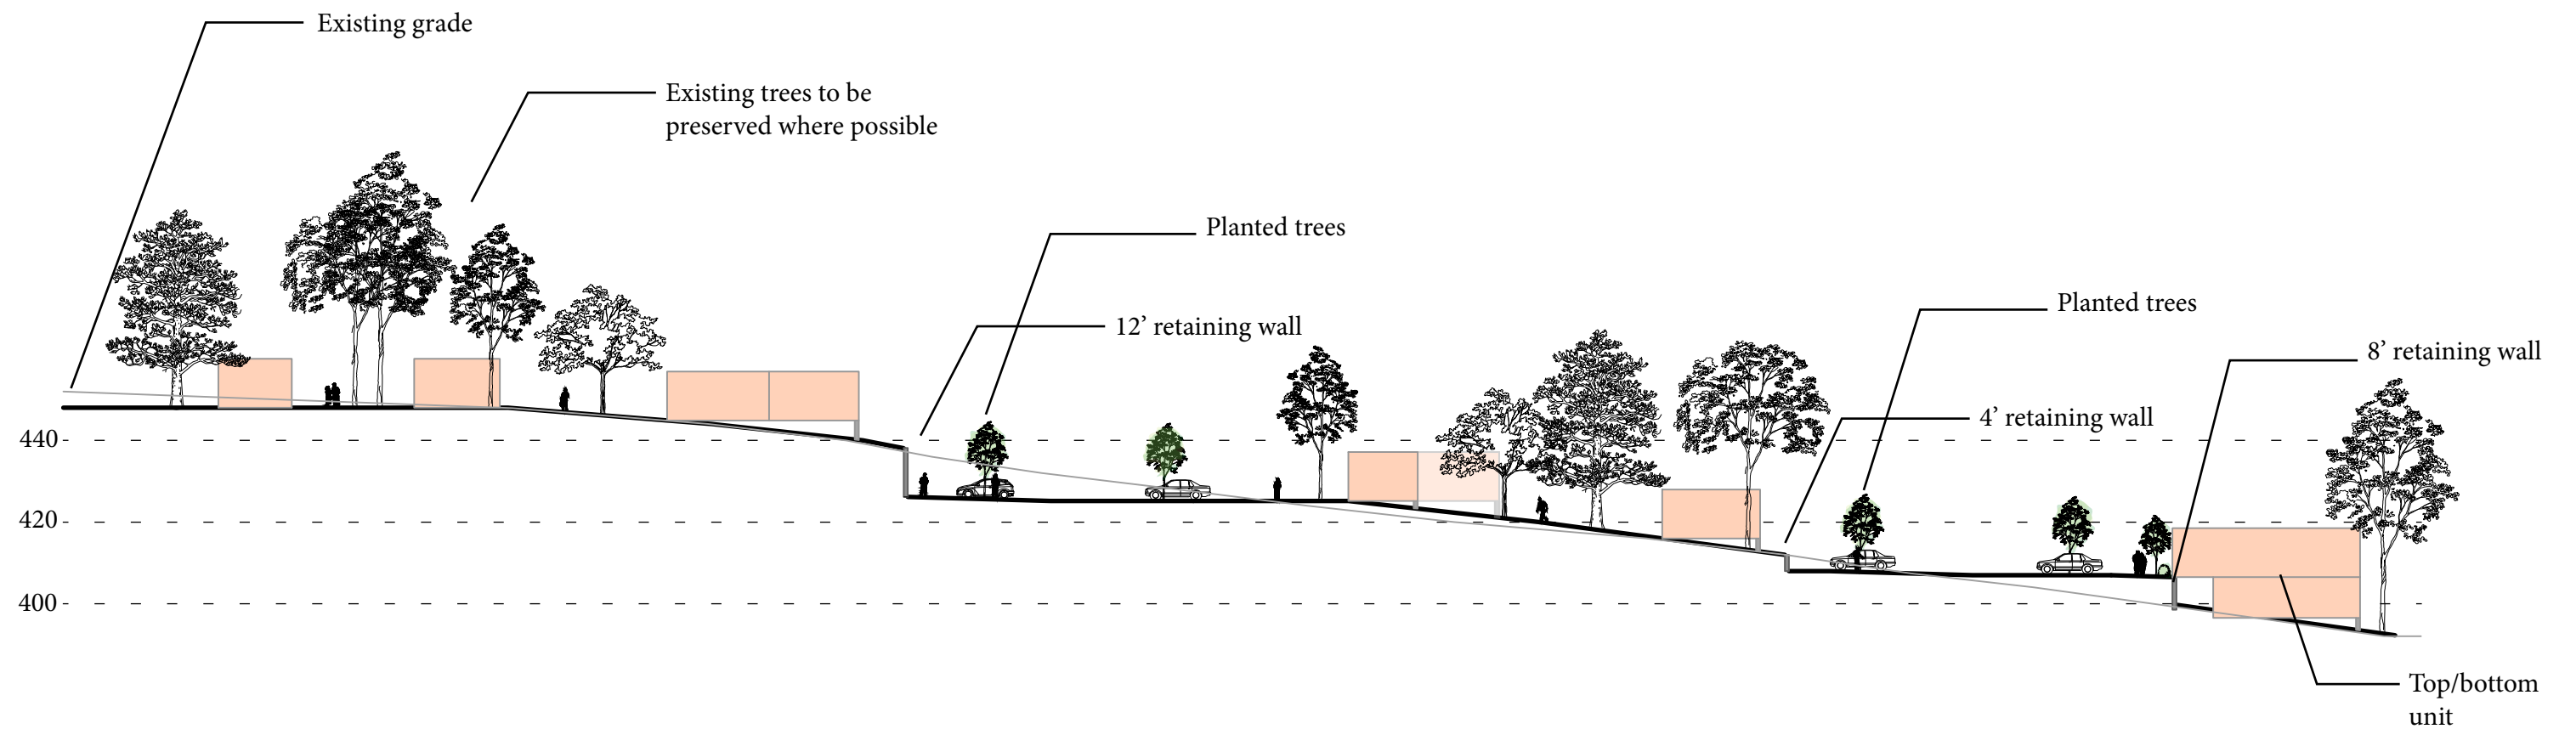 Existing grade
Existing trees to be
preserved where possible
Planted trees
12’ retaining wall
Planted trees
8’ retaining wall
4’ retaining wall
440
420
400
Top/bottom
unit